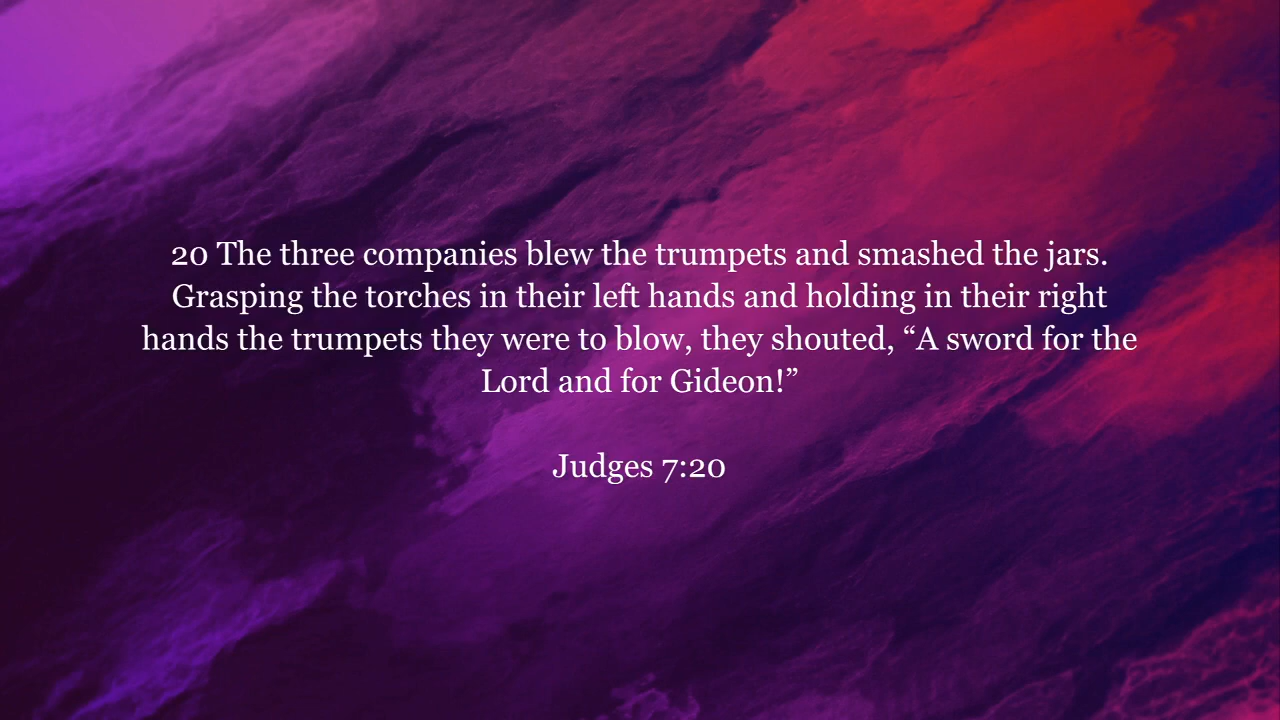 20 The three companies blew the trumpets and smashed the jars.
Grasping the torches in their left hands and holding in their right
hands the trumpets they were to blow, they shouted, “A sword for the
Lord and for Gideon!”
Judges 7:20